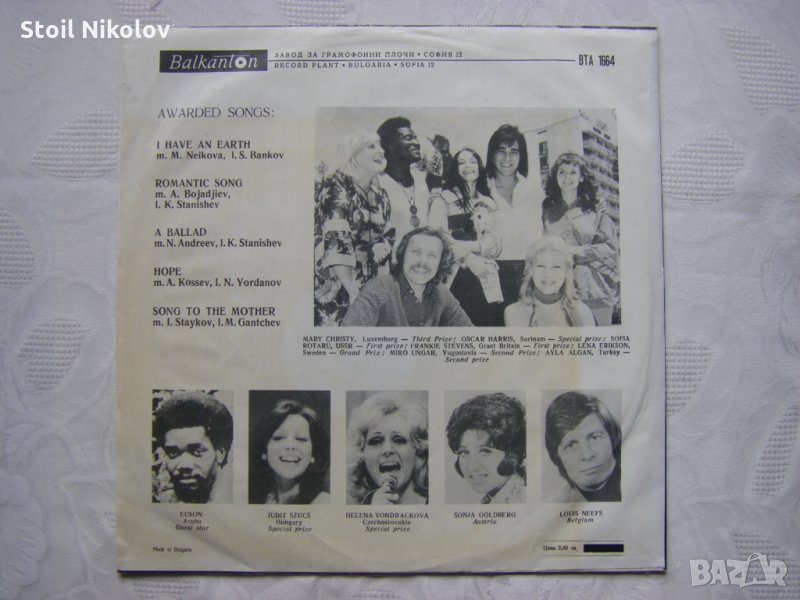 Stoil Nikolov
Balkanton
ЗАВОД ЗА ГРАМОФОННИ ПЛОЧИ • СОФИЯ 12
RECORD PLANT • BULGARIA • SOFIA 12
ВТА 1664
AWARDED SONGS:
I HAVE AN EARTH
m. M. Neikova, l. S. Bankov
ROMANTIC SONG
m. A. Bojadjiev,
l. K. Stanishev
A BALLAD
m. N. Andreev, l. K. Stanishev
HOPE
m. A. Kossev, l. N. Yordanov
SONG TO THE MOTHER
m. I. Staykov, l. M. Gantchev
MARY CHRISTY, Luxemburg — Third Prize; OSCAR HARRIS, Surinam — Special prize; SOFIA
ROTARU, USSR — First prize; FRANKIE STEVENS, Graet Britain — First prize; LENA ERIKSON,
Sweden — Grand Prix; MIRO UNGAR, Yugoslavia — Second Prize; AYLA ALGAN, Turkey —
Second prize
EUSON
Aruba
Guest star
JUDIT SZUCS
Hungary
Special prize
HELENA VONDRACKOVA
Czechoslovakia
Special prize
SONJA GOLDBERG
Austria
LOUIS NEEFS
Belgium
Made in Bulgaria
Цена 2,50 лв.
BAZAR
bazar.bg